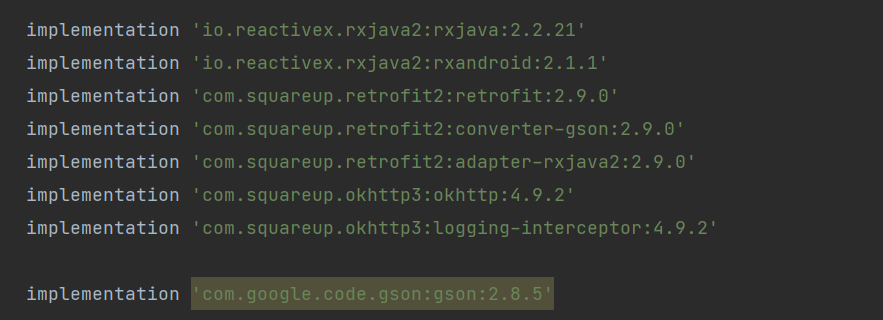 implementation 'io.reactivex.rxjava2:rxjava:2.2.21'
implementation 'io.reactivex.rxjava2:rxandroid:2.1.1'
implementation 'com.squareup.retrofit2:retrofit:2.9.0'
implementation 'com.squareup.retrofit2:converter-gson:2.9.0'
implementation 'com.squareup.retrofit2:adapter-rxjava2:2.9.0'
implementation 'com.squareup.okhttp3:okhttp:4.9.2'
implementation 'com.squareup.okhttp3:logging-interceptor:4.9.2'
implementation 'com.google.code.gson:gson:2.8.5'